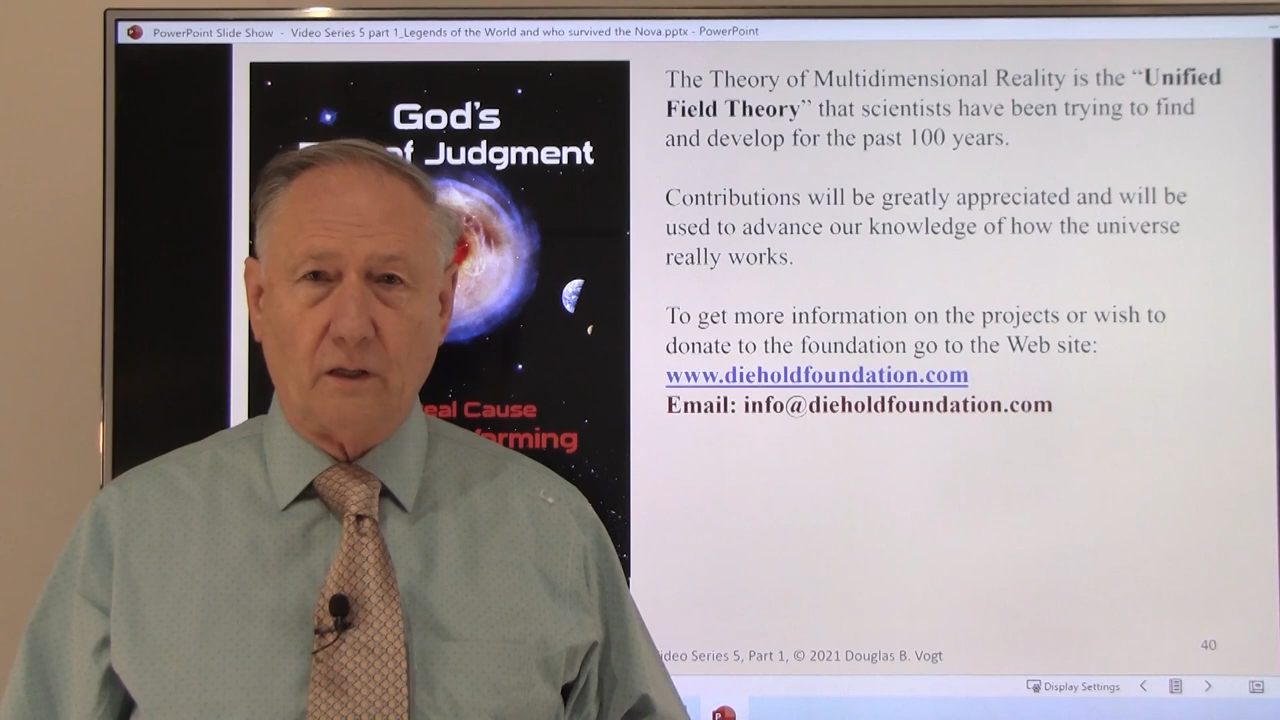 PowerPoint Slide Show - Video Series 5 part 1_Legends of the World and who survived the Nova.pptx - PowerPoint
God's
of Judgment
eal Cause
The Theory of Multidimensional Reality is the “Unified
Field Theory” that scientists have been trying to find
and develop for the past 100 years.
Contributions will be greatly appreciated and will be
used to advance our knowledge of how the universe
really works.
To get more information on the projects or wish to
donate to the foundation go to the Web site:
www.dieholdfoundation.com
Email: info@dieholdfoundation.com
ideo Series 5, Part 1, © 2021 Douglas B. Vogt
40
Display Settings